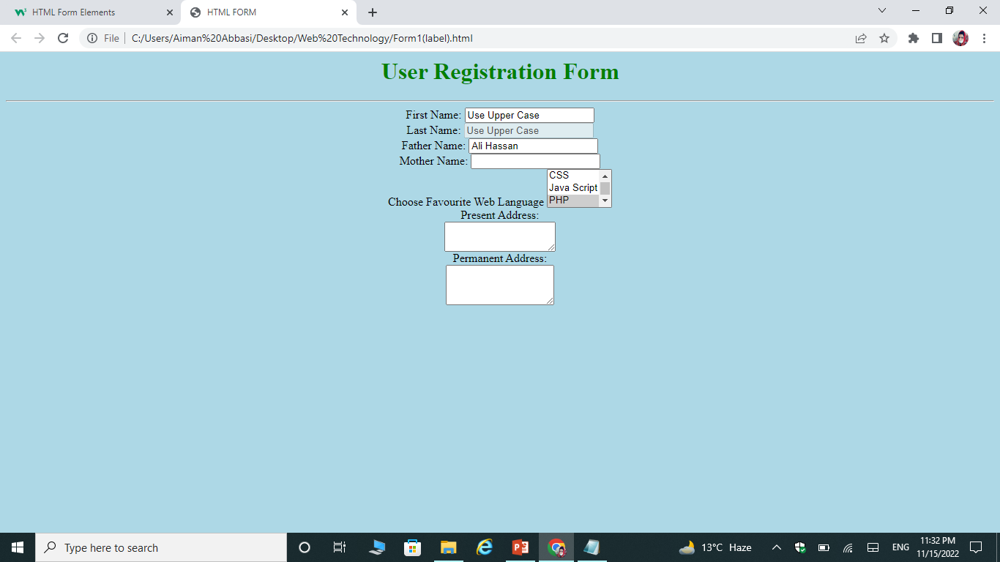 HTML Form Elements
HTML FORM
File C:/Users/Aiman%20Abbasi/Desktop/Web%20Technology/Form1(label).html
User Registration Form
First Name: Use Upper Case
Last Name: Use Upper Case
Father Name: Ali Hassan
Mother Name:
CSS
Java Script
Choose Favourite Web Language PHP
Present Address:
Permanent Address:
Type here to search
13°C Haze
ENG
11:32 PM
11/15/2022